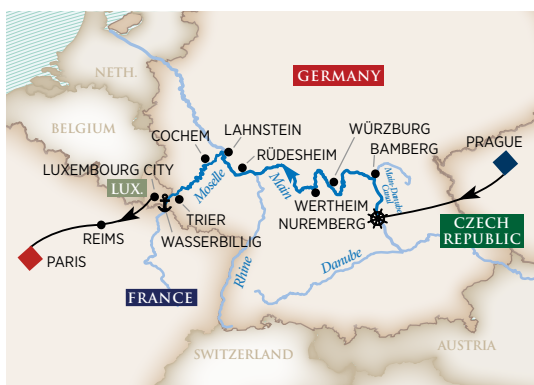 NETH.
GERMANY
BELGIUM
COCHEM
LAHNSTEIN
WÜRZBURG
PRAGUE
RÜDESHEIM
BAMBERG
LUXEMBOURG CITY
Moselle
Main
Main-Danube
Canal
LUX.
TRIER
WERTHEIM
NUREMBERG
REIMS
WASSERBILLIG
CZECH
REPUBLIC
PARIS
Rhine
Danube
FRANCE
SWITZERLAND
AUSTRIA